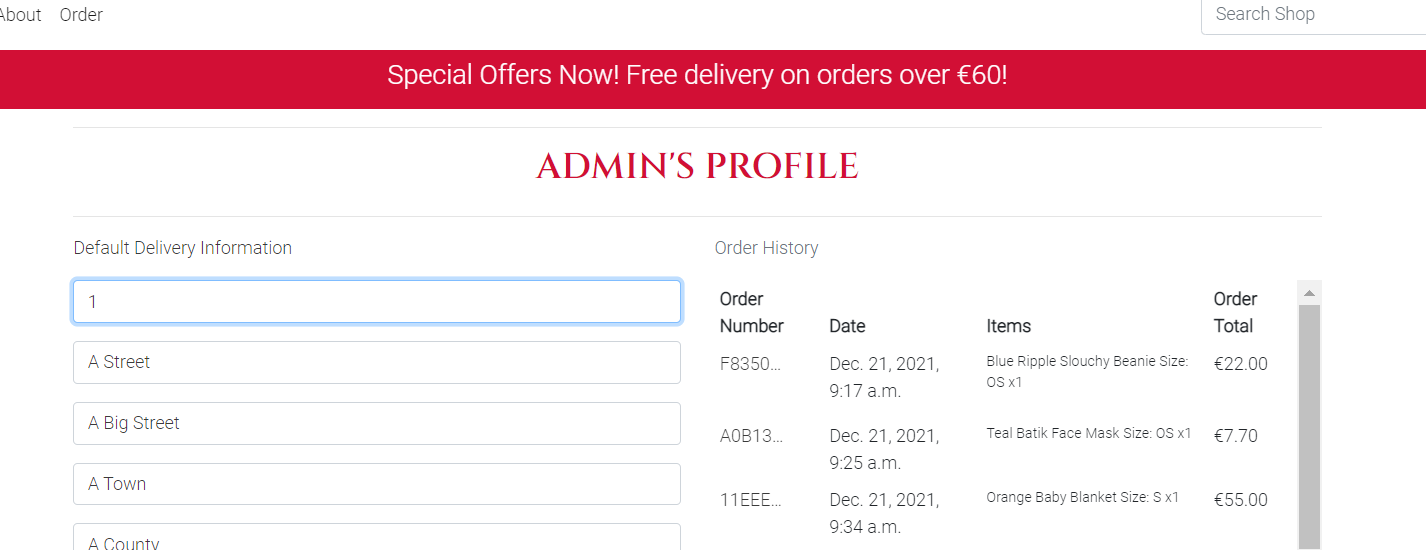 About Order
Search Shop
Special Offers Now! Free delivery on orders over €60!
ADMIN'S PROFILE
Default Delivery Information
1
A Street
A Big Street
A Town
A County
Order History
Order Number Date Items Order Total
F8350... Dec. 21, 2021, 9:17 a.m. Blue Ripple Slouchy Beanie Size: OS x1 €22.00
A0B13... Dec. 21, 2021, 9:25 a.m. Teal Batik Face Mask Size: OS x1 €7.70
11EEE... Dec. 21, 2021, 9:34 a.m. Orange Baby Blanket Size: S x1 €55.00